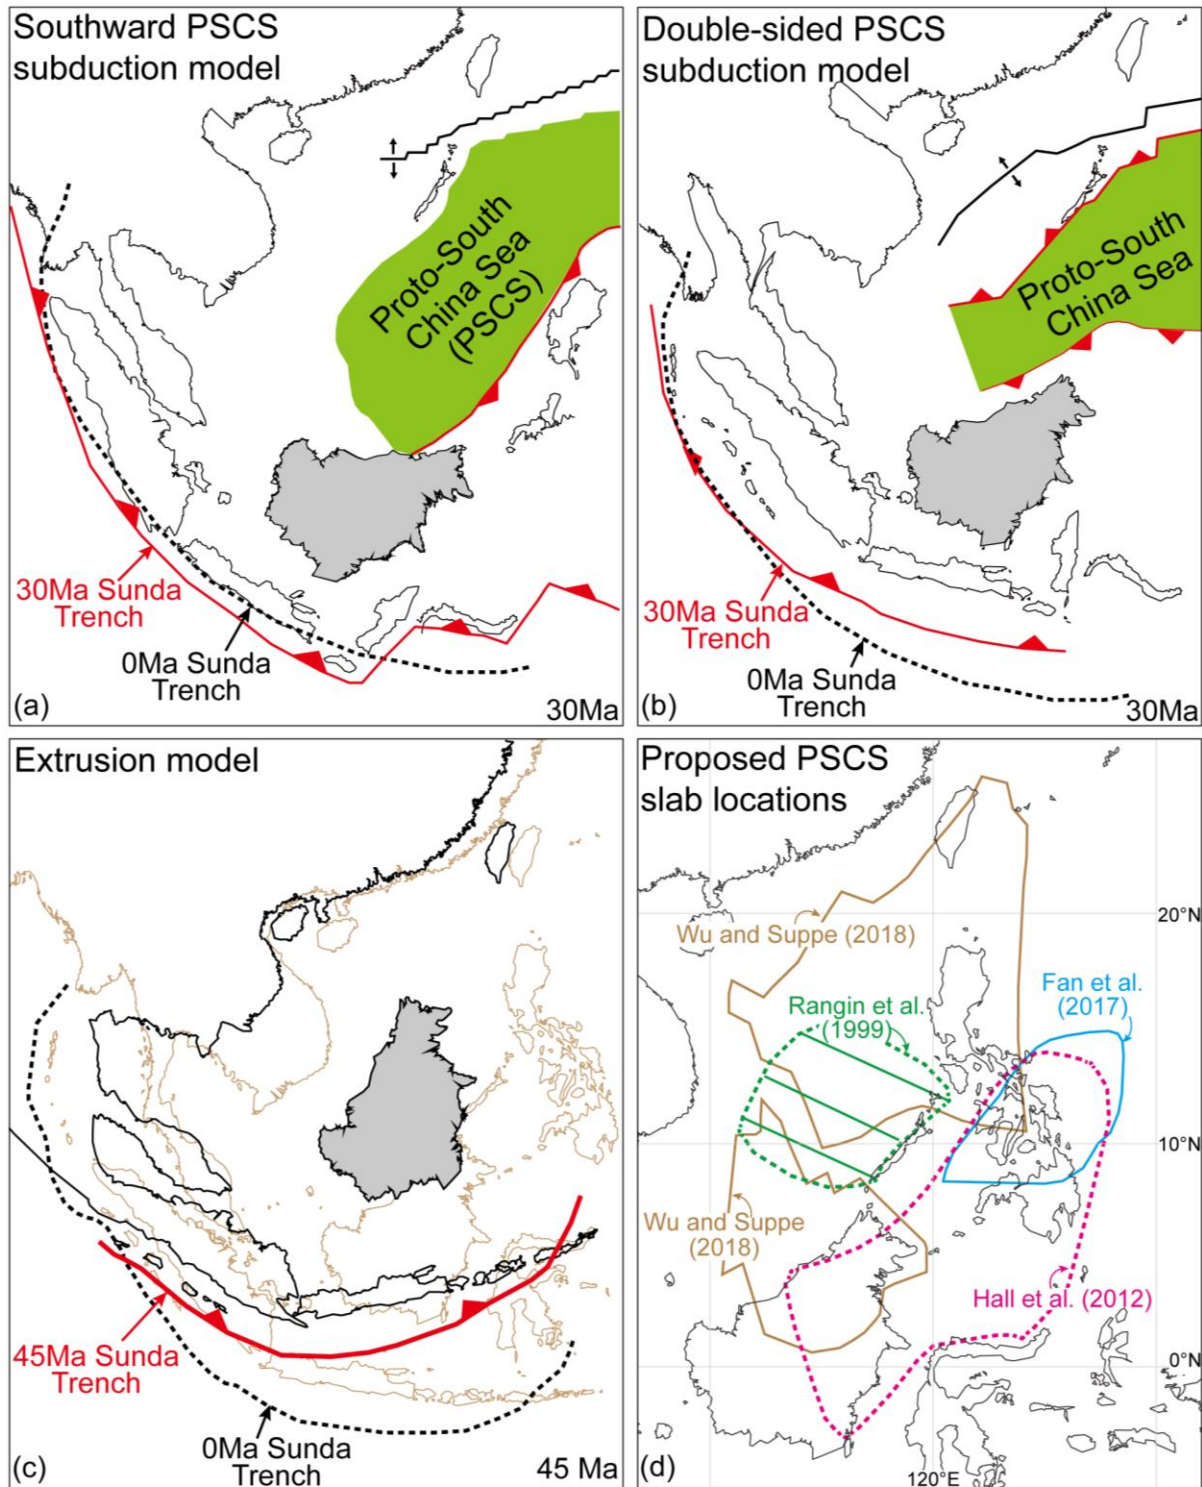 Southward PSCS
subduction model
Proto-South
China Sea
(PSCS)
30Ma Sunda
Trench
0Ma Sunda
Trench
(a)
30Ma
Double-sided PSCS
subduction model
Proto-South
China Sea
30Ma Sunda
Trench
0Ma Sunda
Trench
(b)
30Ma
Extrusion model
45Ma Sunda
Trench
0Ma Sunda
Trench
(c)
45 Ma
Proposed PSCS
slab locations
20°N
Wu and Suppe (2018)
Fan et al.
(2017)
Rangin et al.
(1999)
10°N
Wu and Suppe
(2018)
Hall et al. (2012)
0°N
120°E
(d)